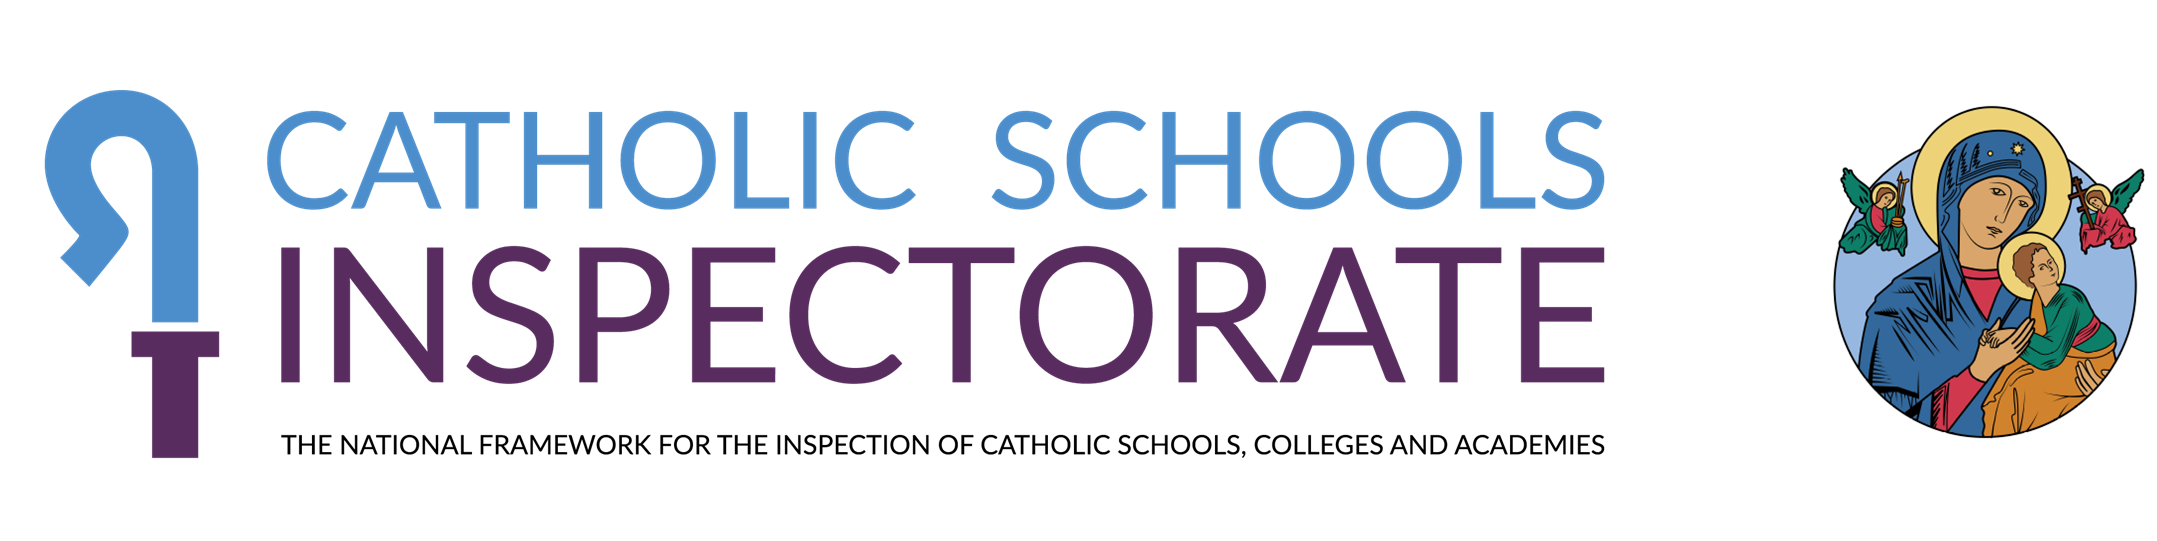 CATHOLIC SCHOOLS
INSPECTORATE
THE NATIONAL FRAMEWORK FOR THE INSPECTION OF CATHOLIC SCHOOLS, COLLEGES AND ACADEMIES